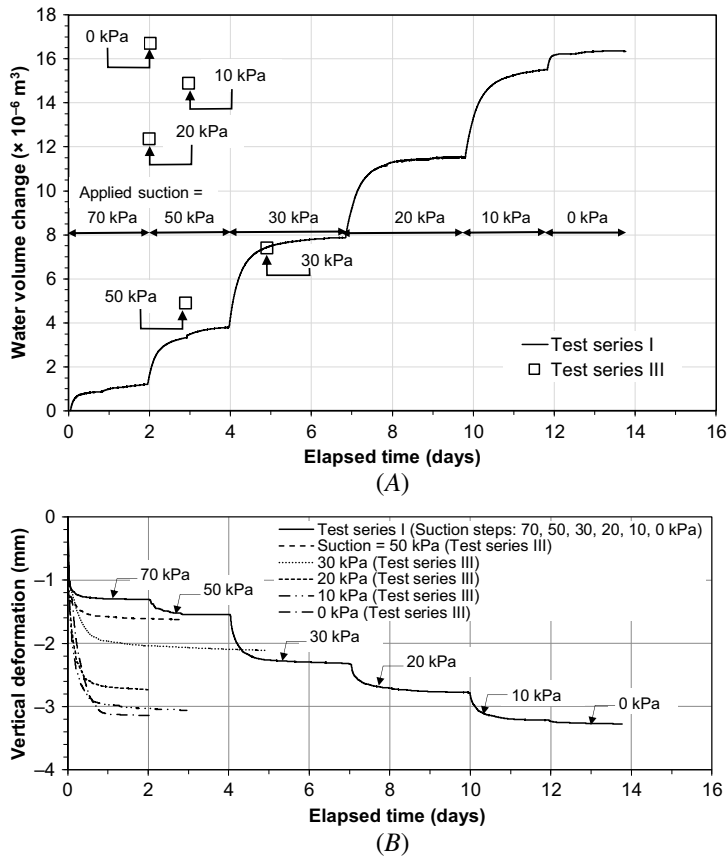 18
16
14
12
10
8
6
4
2
0
Water volume change (× 10⁻⁶ m³)
0 kPa
10 kPa
20 kPa
Applied suction =
70 kPa 50 kPa 30 kPa 20 kPa 10 kPa 0 kPa
30 kPa
50 kPa
Test series I
Test series III
0 2 4 6 8 10 12 14 16
Elapsed time (days)
(A)
0
–1
–2
–3
–4
Vertical deformation (mm)
Test series I (Suction steps: 70, 50, 30, 20, 10, 0 kPa)
Suction = 50 kPa (Test series III)
30 kPa (Test series III)
20 kPa (Test series III)
10 kPa (Test series III)
0 kPa (Test series III)
70 kPa
50 kPa
30 kPa
20 kPa
10 kPa
0 kPa
0 2 4 6 8 10 12 14 16
Elapsed time (days)
(B)